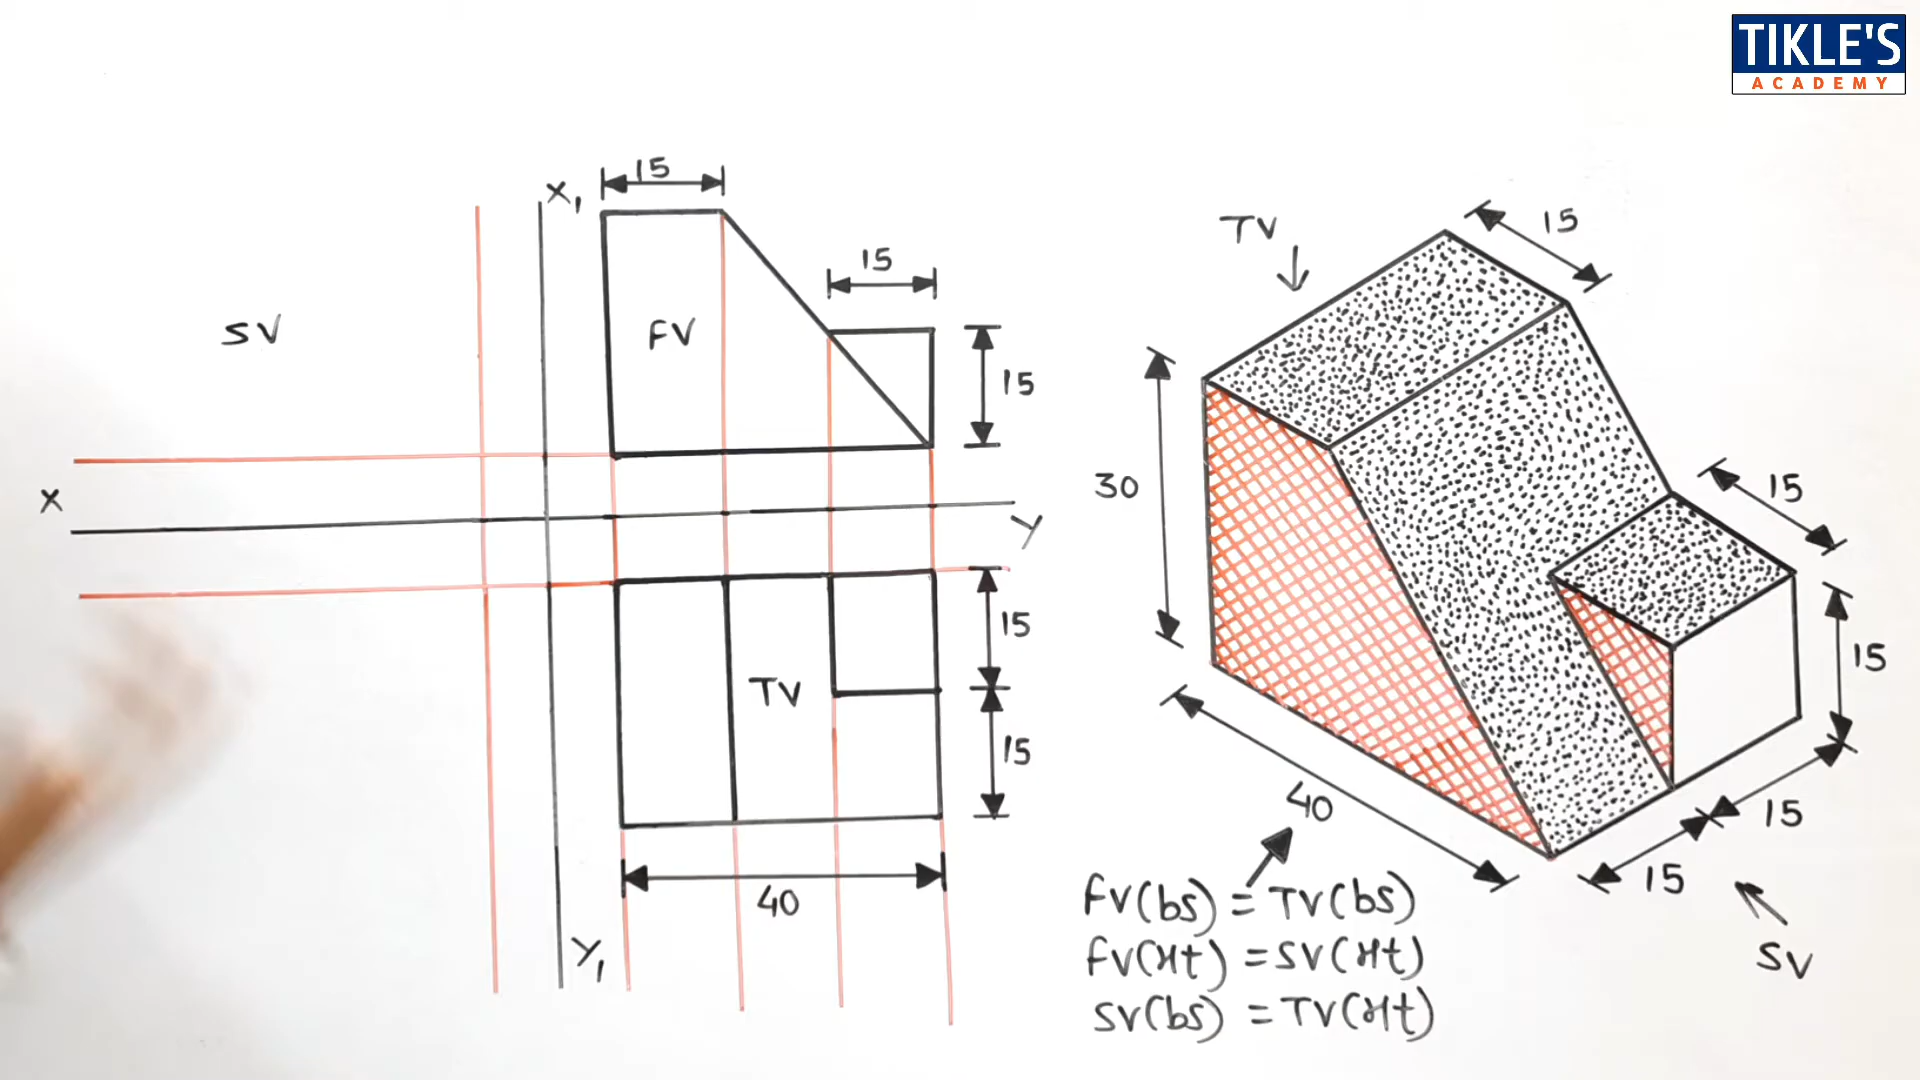 TIKLE'S
ACADEMY
X₁
15
15
FV
SV
15
X
Y
15
TV
15
40
Y₁
TV
15
15
30
15
40
15
15
SV
FV(bs) = TV(bs)
FV(Ht) = SV(Ht)
SV(bs) = TV(Ht)